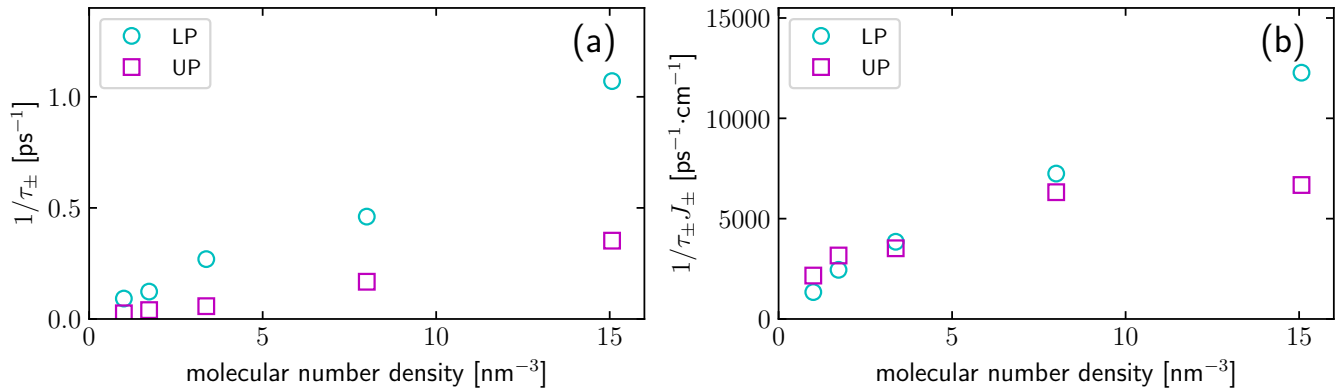 (a)
LP
UP
1.0
0.5
0.0
0
5
10
15
1/τ± [ps⁻¹]
molecular number density [nm⁻³]
(b)
LP
UP
15000
10000
5000
0
0
5
10
15
1/τ±J± [ps⁻¹·cm⁻¹]
molecular number density [nm⁻³]